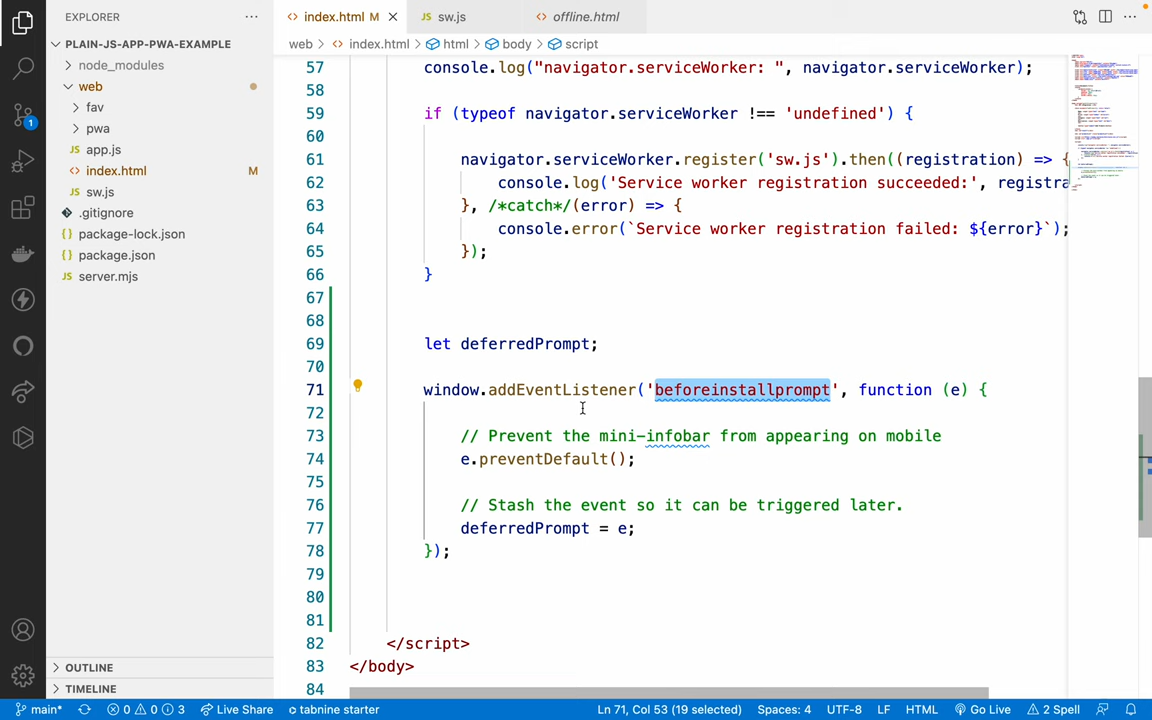 EXPLORER
PLAIN-JS-APP-PWA-EXAMPLE
node_modules
web
fav
pwa
JS app.js
<> index.html M
JS sw.js
.gitignore
{} package-lock.json
{} package.json
JS server.mjs
OUTLINE
TIMELINE
<> index.html M
JS sw.js
<> offline.html
web > <> index.html > html > body > script
57 console.log("navigator.serviceWorker: ", navigator.serviceWorker);
58
59 if (typeof navigator.serviceWorker !== 'undefined') {
60
61 navigator.serviceWorker.register('sw.js').then((registration) => {
62 console.log('Service worker registration succeeded:', registra
63 }, /*catch*/(error) => {
64 console.error(`Service worker registration failed: ${error}`);
65 });
66 }
67
68
69 let deferredPrompt;
70
71 window.addEventListener('beforeinstallprompt', function (e) {
72
73 // Prevent the mini-infobar from appearing on mobile
74 e.preventDefault();
75
76 // Stash the event so it can be triggered later.
77 deferredPrompt = e;
78 });
79
80
81
82 </script>
83 </body>
84
1
main* 0 0 3 Live Share tabnine starter Ln 71, Col 53 (19 selected) Spaces: 4 UTF-8 LF HTML Go Live 2 Spell